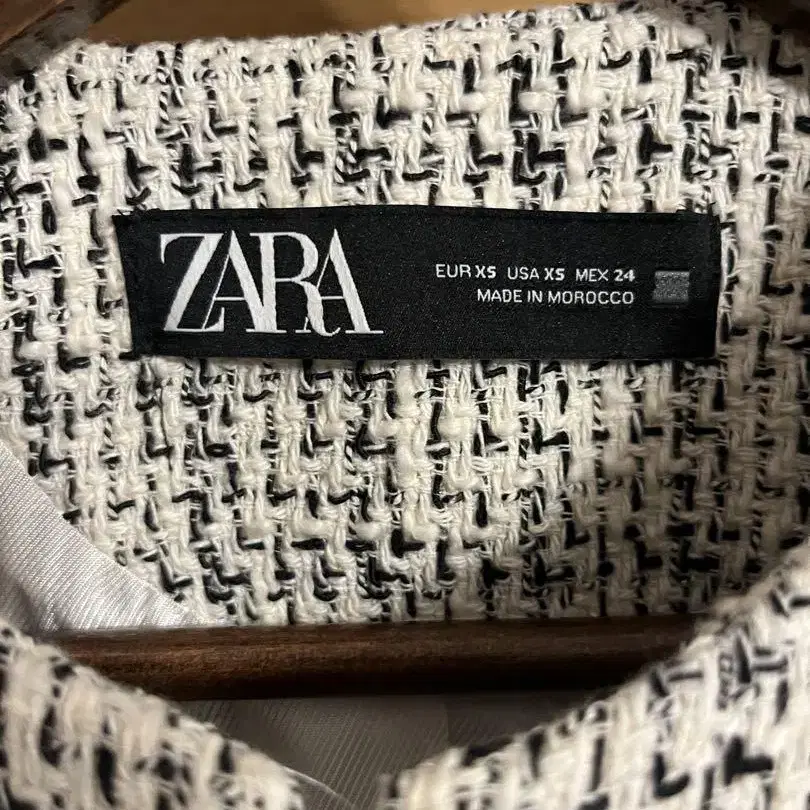 ZARA
EUR XS USA XS MEX 24
MADE IN MOROCCO